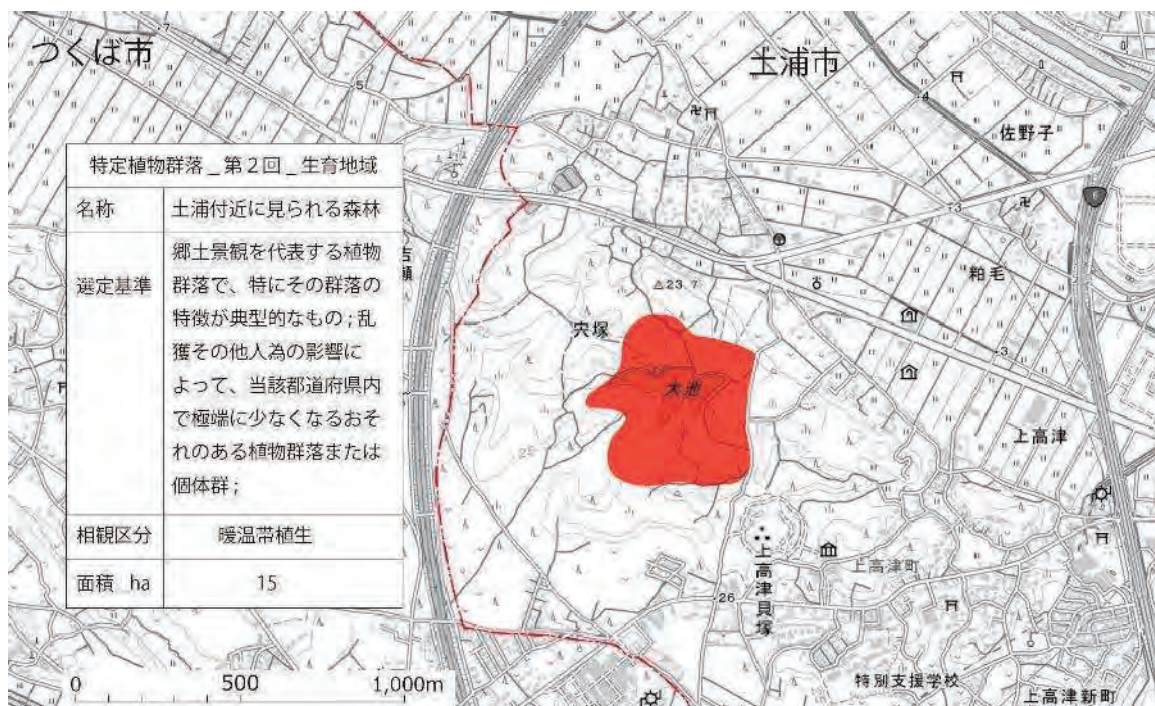 つくば市
土浦市
7
5
4
佐野子
特定植物群落_第2回_生育地域
名称 土浦付近に見られる森林
選定基準 郷土景観を代表する植物
群落で、特にその群落の
特徴が典型的なもの;乱
獲その他人為の影響に
よって、当該都道府県内
で極端に少なくなるおそ
れのある植物群落または
個体群;
相観区分 暖温帯植生
面積 ha 15
13
粕毛
23.7
宍塚
3
大池
上高津
25
上高津貝塚
上高津町
26
特別支援学校
上高津新町
0 500 1,000m